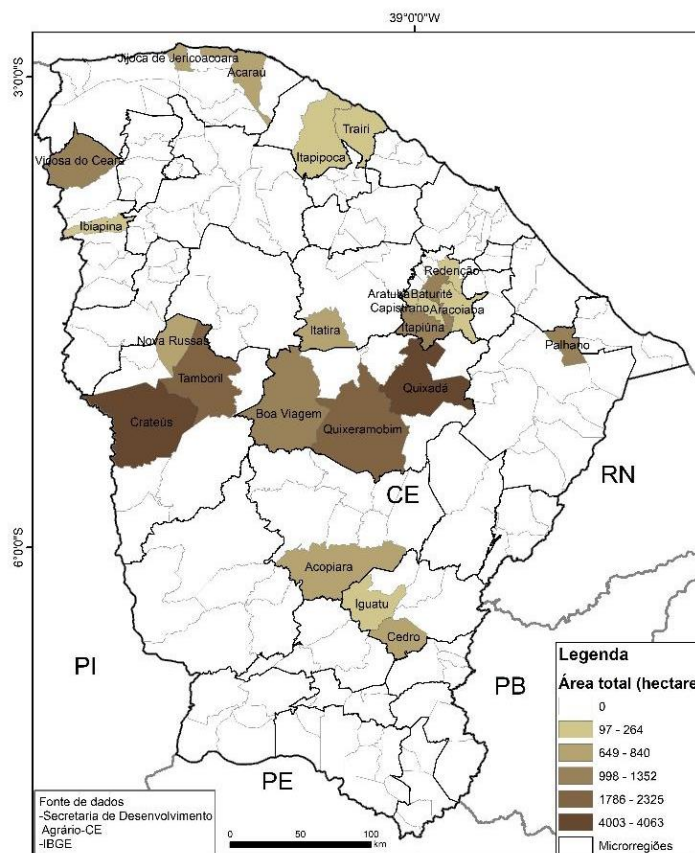 39°0'0"W
3°0'0"S
Jijoca de Jericoacoara
Acaraú
Trairi
Itapipoca
Viçosa do Ceará
Ibiapina
Redenção
Aratuba
Baturité
Capistrano
Aracoiaba
Itapiúna
Itatira
Nova Russas
Palhano
Tamboril
Quixadá
Crateús
Boa Viagem
Quixeramobim
RN
CE
6°0'0"S
Acopiara
Iguatu
Cedro
PI
PB
PE
Legenda
Área total (hectare
0
97 - 264
649 - 840
998 - 1352
1786 - 2325
4003 - 4063
Microrregiões
Fonte de dados
-Secretaria de Desenvolvimento
Agrário-CE
-IBGE
0 50 100
km